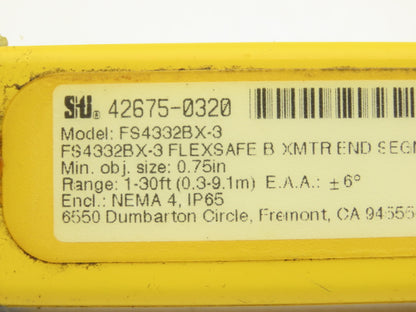 STI® 42675-0320
Model: FS4332BX-3
FS4332BX-3 FLEXSAFE B XMTR END SEGM
Min. obj. size: 0.75in
Range: 1-30ft (0.3-9.1m) E.A.A.: ±6°
Encl.: NEMA 4, IP65
6550 Dumbarton Circle, Fremont, CA 94555